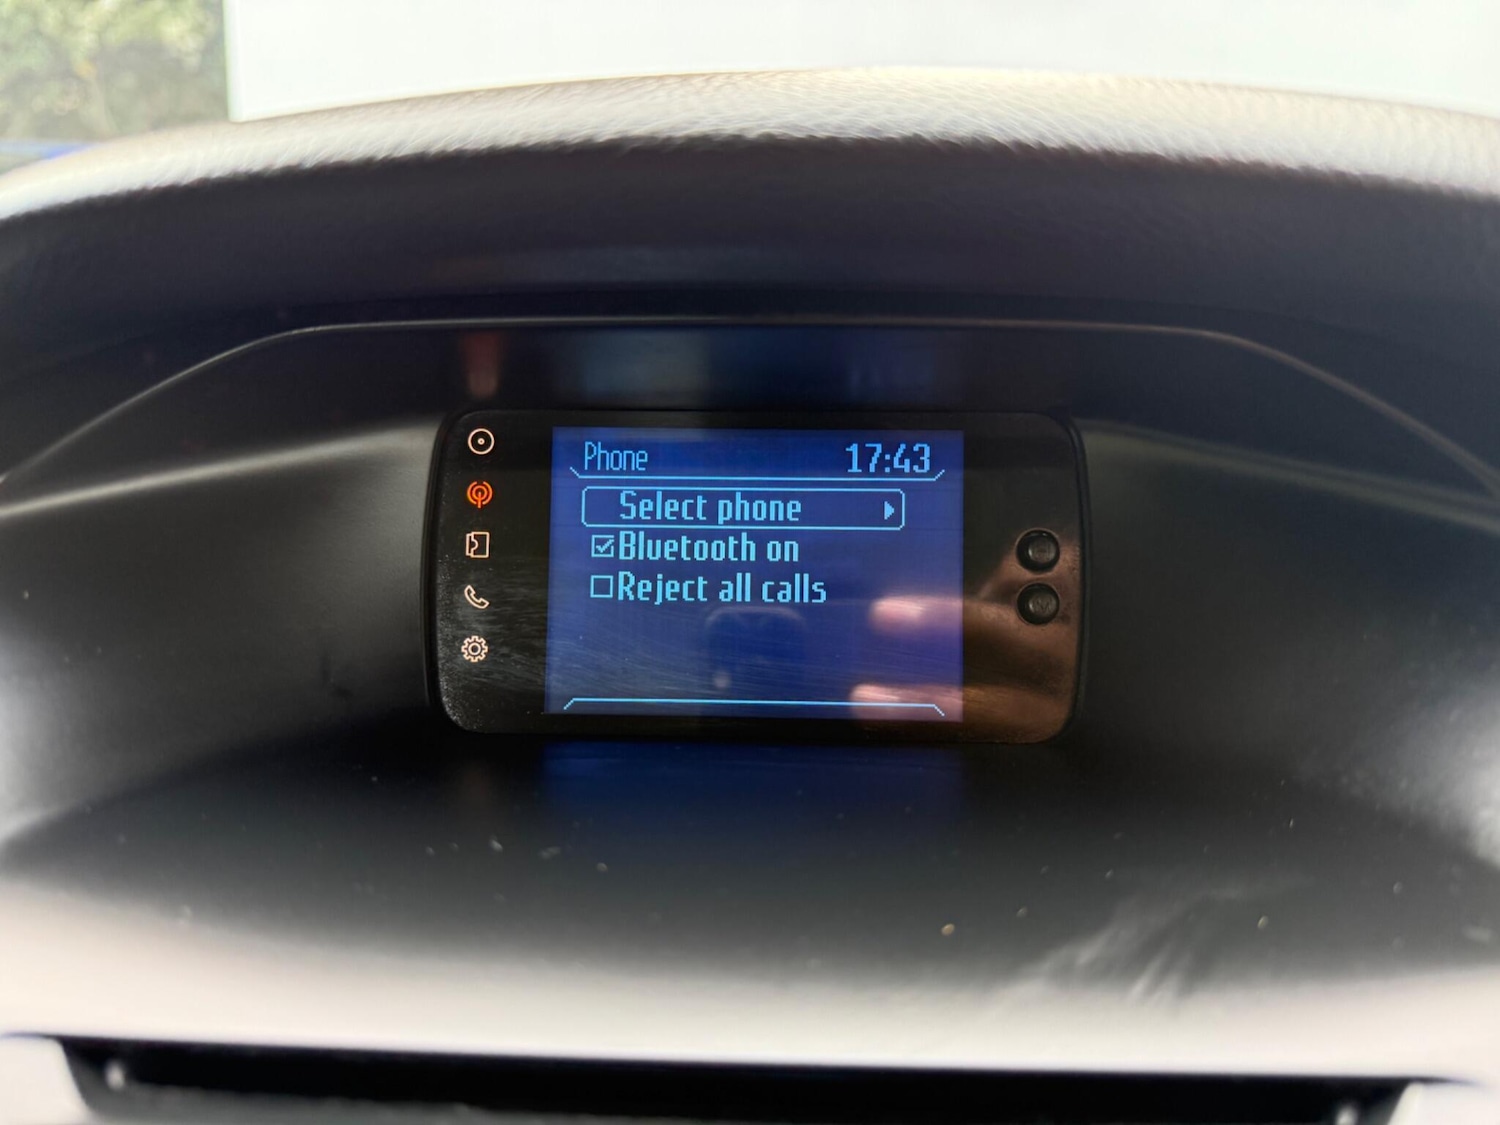 Phone 17:43
Select phone
Bluetooth on
Reject all calls